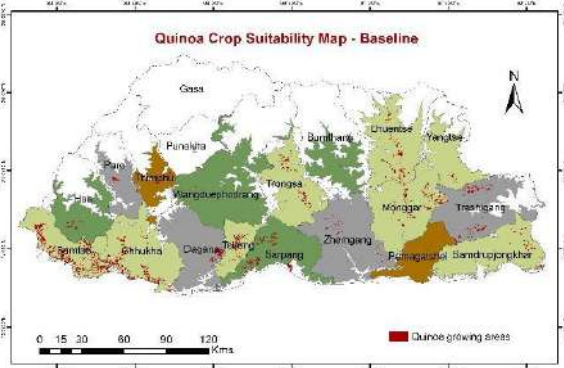 Quinoa Crop Suitability Map - Baseline
N
Gasa
Punakha
Bumthang
Lhuentse
Yangtse
Paro
Thimphu
Haa
Wangduephodrang
Trongsa
Monggar
Trashigang
Samtse
Chhukha
Dagana
Tsirang
Sarpang
Zhemgang
Pemagatshel
Samdrupjongkhar
0 15 30 60 90 120
Kms
Quinoa growing areas